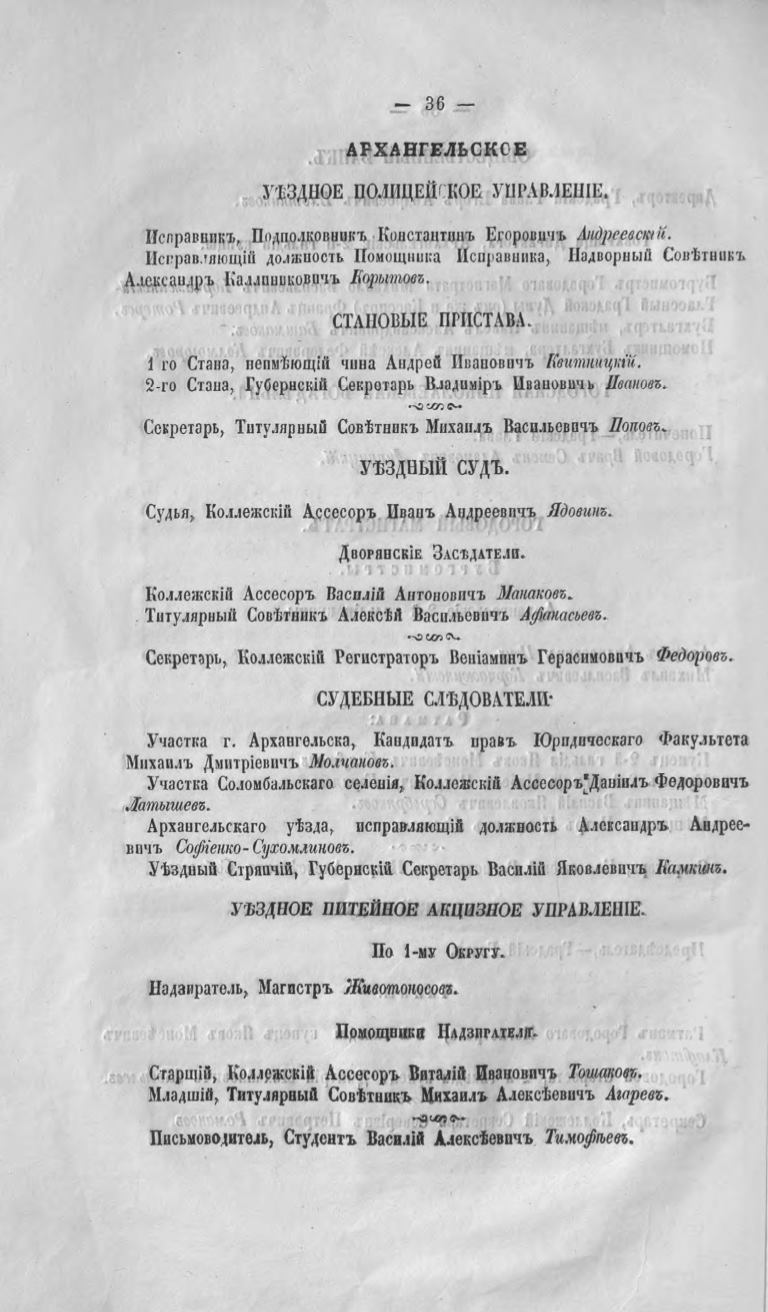 — 36 —
АРХАНГЕЛЬСКОЕ
УѢЗДНОЕ ПОЛИЦЕЙСКОЕ УПРАВЛЕНІЕ.
Исправникъ, Подполковникъ Константинъ Егоровичъ Андреевскій.
Исправляющій должность Помощника Исправника, Надворный Совѣтникъ
Александръ Каллиниковичъ Корытовъ.
СТАНОВЫЕ ПРИСТАВА.
1 го Стана, неимѣющій чина Андрей Ивановичъ Квитницкій.
2-го Стана, Губернскій Секретарь Владиміръ Ивановичъ Ивановъ.
Секретарь, Титулярный Совѣтникъ Михаилъ Васильевичъ Поповъ.
УѢЗДНЫЙ СУДЪ.
Судья, Коллежскій Ассесоръ Иванъ Андреевичъ Ядовинъ.
Дворянскіе Засѣдатели.
Коллежскій Ассесоръ Василій Антоновичъ Манаковъ.
Титулярный Совѣтникъ Алексѣй Васильевичъ Афанасьевъ.
Секретарь, Коллежскій Регистраторъ Веніаминъ Герасимовичъ Федоровъ.
СУДЕБНЫЕ СЛѢДОВАТЕЛИ·
Участка г. Архангельска, Кандидатъ правъ Юридическаго Факультета
Михаилъ Дмитріевичъ Молчановъ.
Участка Соломбальскаго селенія, Коллежскій Ассесоръ Даніилъ Федоровичъ
Латышевъ.
Архангельскаго уѣзда, исправляющій должность Александръ Андрее-
вичъ Софіенко-Сухомлиновъ.
Уѣздный Стряпчій, Губернскій Секретарь Василій Яковлевичъ Камкинъ.
УѢЗДНОЕ ПИТЕЙНОЕ АКЦИЗНОЕ УПРАВЛЕНІЕ.
По 1-му Округу.
Надзиратель, Магистръ Животоносовъ.
Помощники Надзирателя.
Старшій, Коллежскій Ассесоръ Виталій Ивановичъ Тошаковъ.
Младшій, Титулярный Совѣтникъ Михаилъ Алексѣевичъ Агаревъ.
Письмоводитель, Студентъ Василій Алексѣевичъ Тимофѣевъ.